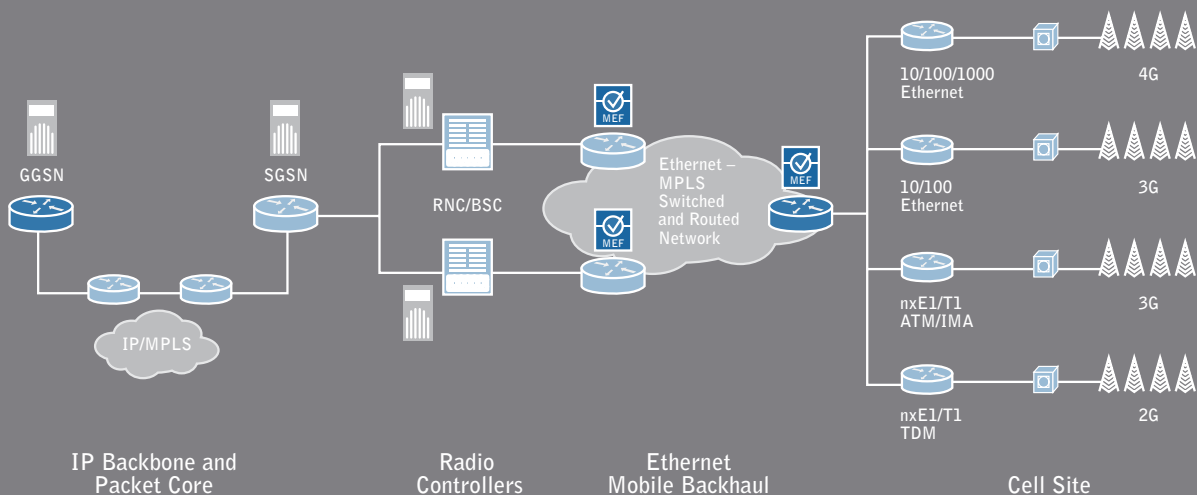 10/100/1000
Ethernet
4G
GGSN
SGSN
MEF
RNC/BSC
Ethernet –
MPLS
Switched
and Routed
Network
MEF
10/100
Ethernet
3G
MEF
IP/MPLS
nxE1/T1
ATM/IMA
3G
nxE1/T1
TDM
2G
IP Backbone and
Packet Core
Radio
Controllers
Ethernet
Mobile Backhaul
Cell Site